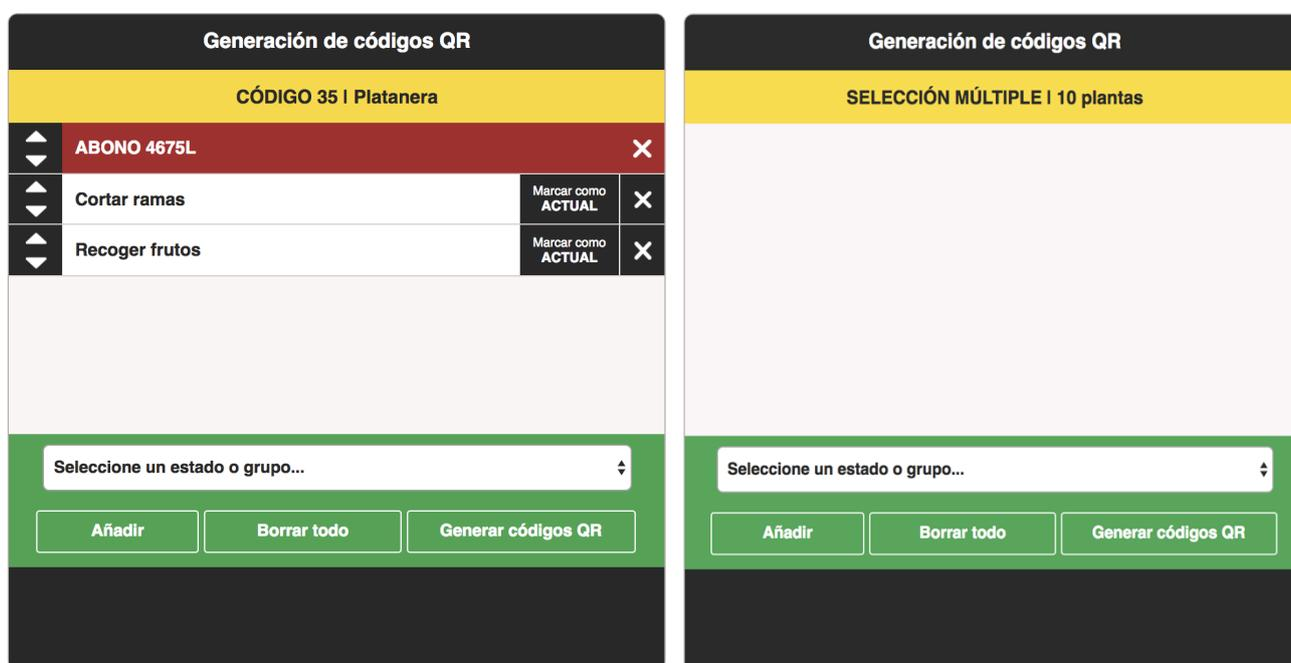 Generación de códigos QR
CÓDIGO 35 | Platanera
ABONO 4675L
Cortar ramas
Marcar como
ACTUAL
Recoger frutos
Marcar como
ACTUAL
Seleccione un estado o grupo...
Añadir
Borrar todo
Generar códigos QR
Generación de códigos QR
SELECCIÓN MÚLTIPLE | 10 plantas
Seleccione un estado o grupo...
Añadir
Borrar todo
Generar códigos QR